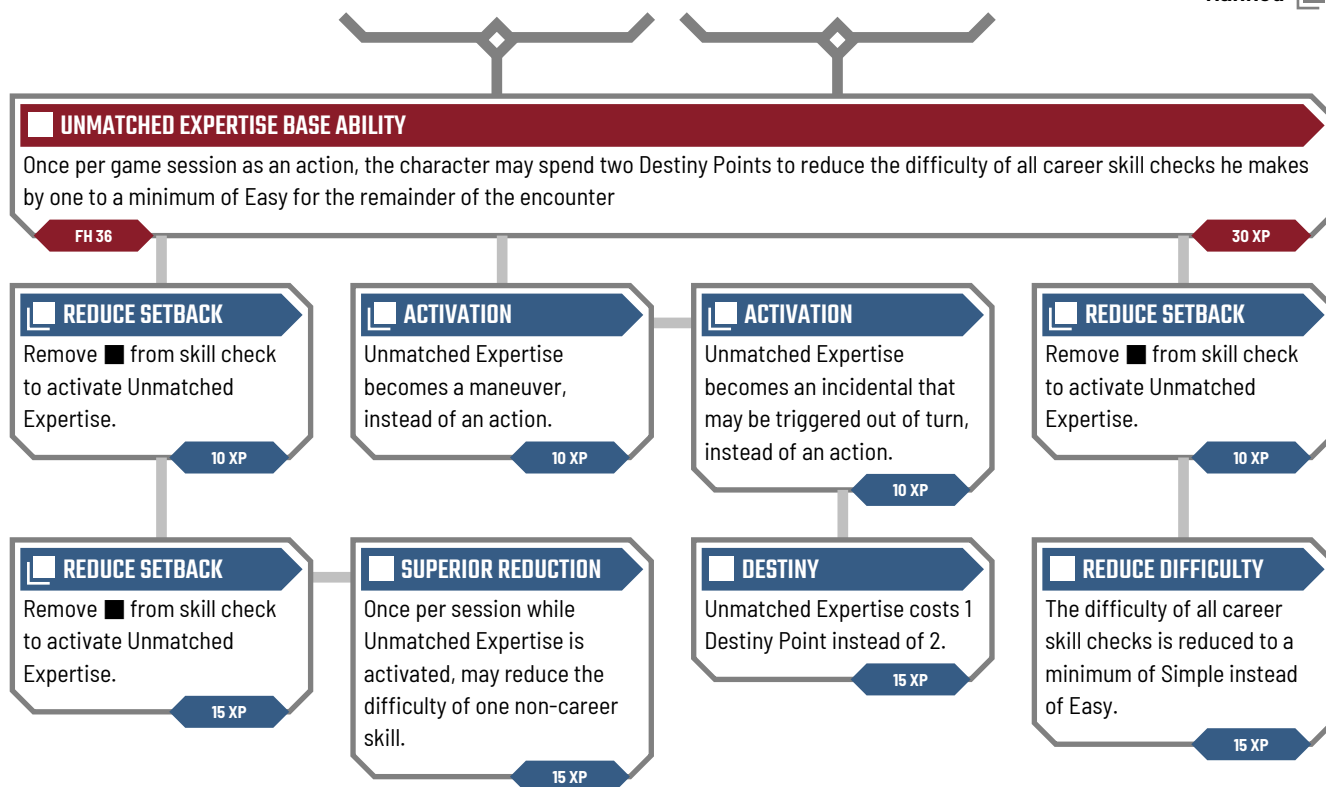 UNMATCHED EXPERTISE BASE ABILITY
Once per game session as an action, the character may spend two Destiny Points to reduce the difficulty of all career skill checks he makes
by one to a minimum of Easy for the remainder of the encounter
FH 36
30 XP
REDUCE SETBACK
Remove ■ from skill check
to activate Unmatched
Expertise.
10 XP
ACTIVATION
Unmatched Expertise
becomes a maneuver,
instead of an action.
10 XP
ACTIVATION
Unmatched Expertise
becomes an incidental that
may be triggered out of turn,
instead of an action.
10 XP
REDUCE SETBACK
Remove ■ from skill check
to activate Unmatched
Expertise.
10 XP
REDUCE SETBACK
Remove ■ from skill check
to activate Unmatched
Expertise.
15 XP
SUPERIOR REDUCTION
Once per session while
Unmatched Expertise is
activated, may reduce the
difficulty of one non-career
skill.
15 XP
DESTINY
Unmatched Expertise costs 1
Destiny Point instead of 2.
15 XP
REDUCE DIFFICULTY
The difficulty of all career
skill checks is reduced to a
minimum of Simple instead
of Easy.
15 XP